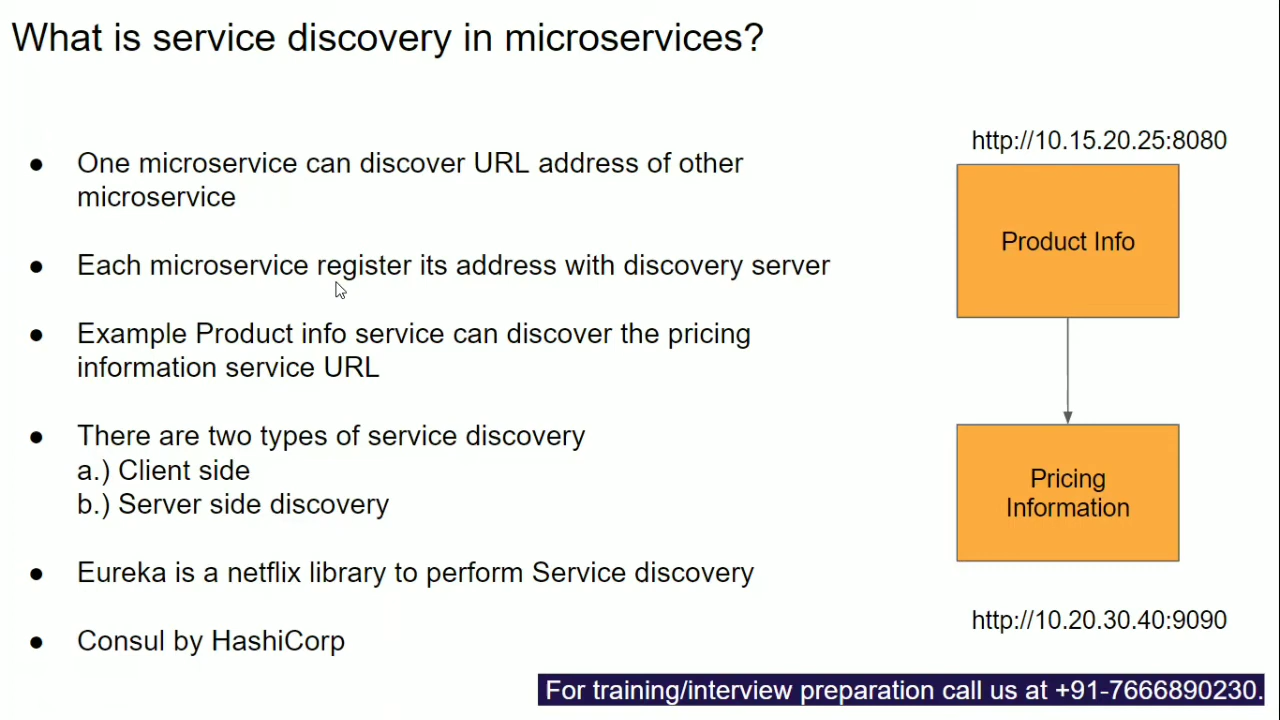 What is service discovery in microservices?
● One microservice can discover URL address of other
microservice
● Each microservice register its address with discovery server
● Example Product info service can discover the pricing
information service URL
● There are two types of service discovery
a.) Client side
b.) Server side discovery
● Eureka is a netflix library to perform Service discovery
● Consul by HashiCorp
http://10.15.20.25:8080
Product Info
Pricing
Information
http://10.20.30.40:9090
For training/interview preparation call us at +91-7666890230.